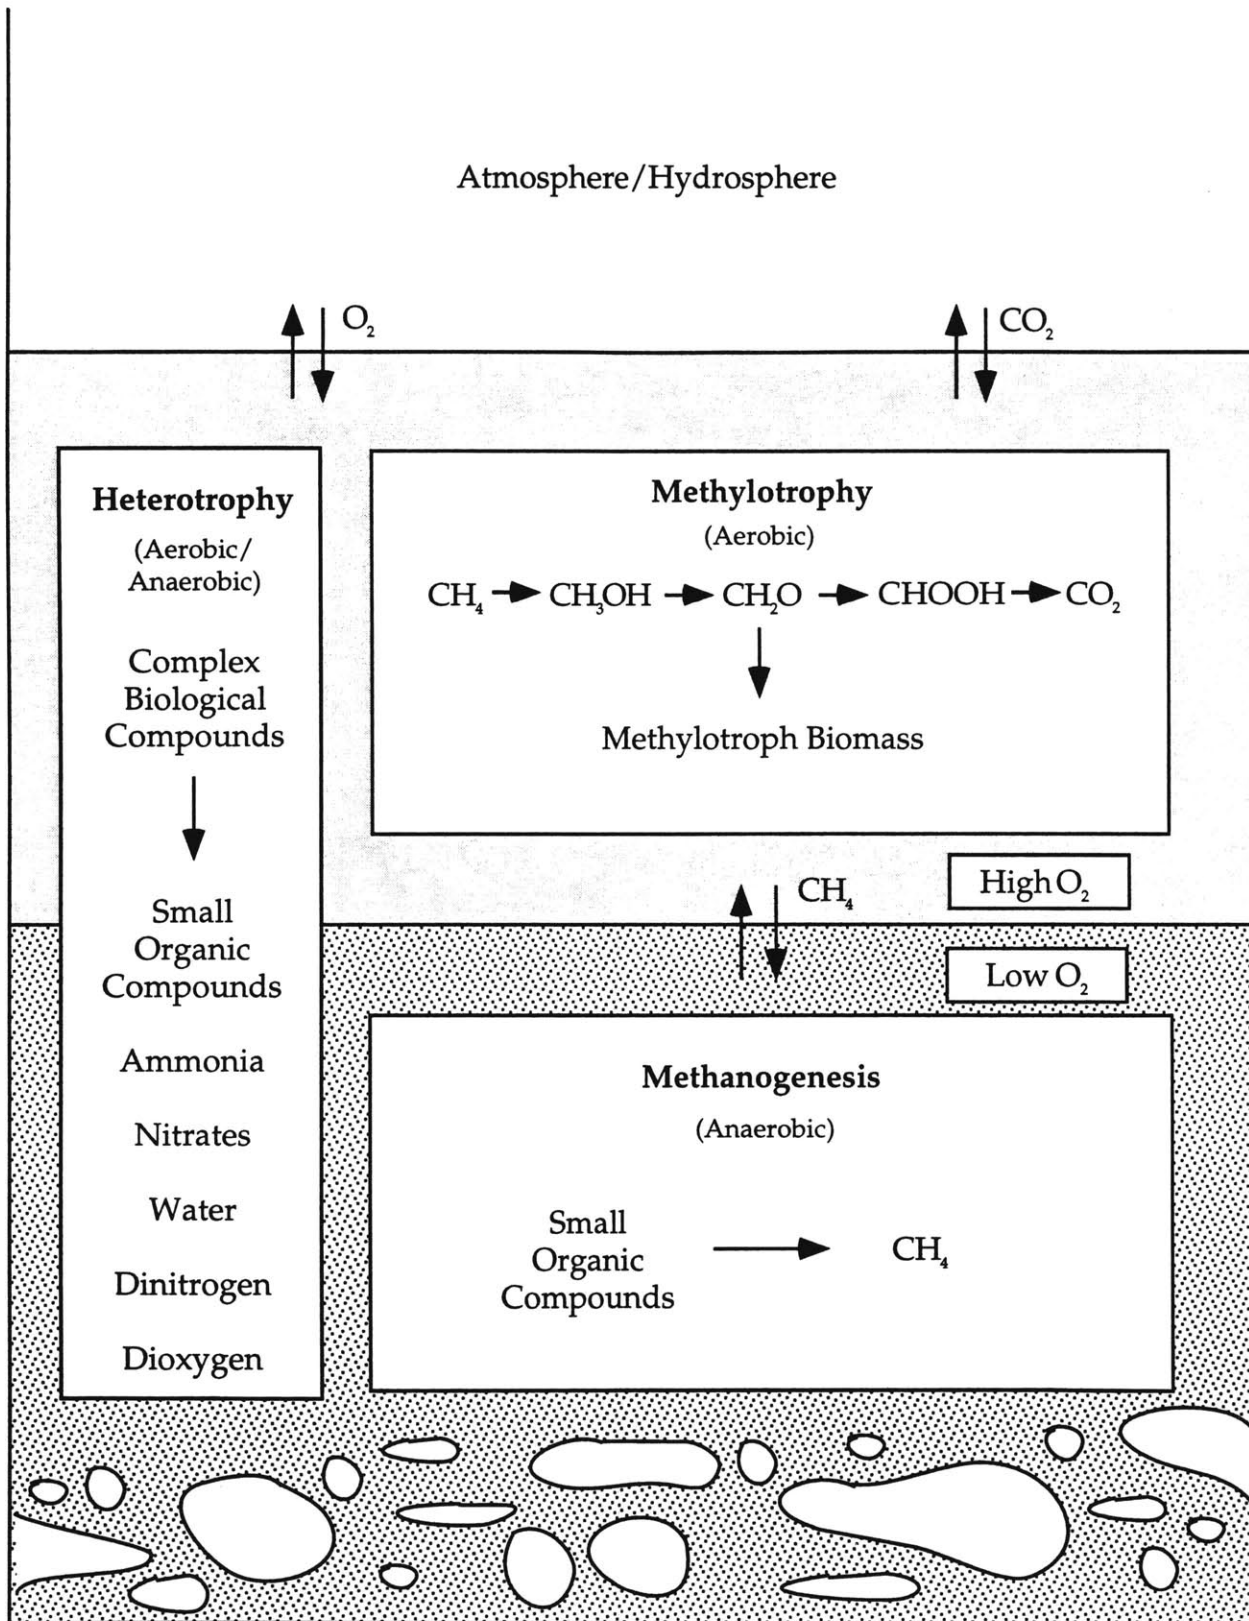 Atmosphere/Hydrosphere
O₂
CO₂
Heterotrophy
(Aerobic/
Anaerobic)
Complex
Biological
Compounds
Small
Organic
Compounds
Ammonia
Nitrates
Water
Dinitrogen
Dioxygen
Methylotrophy
(Aerobic)
CH₄ → CH₃OH → CH₂O → CHOOH → CO₂
Methylotroph Biomass
High O₂
CH₄
Low O₂
Methanogenesis
(Anaerobic)
Small
Organic
Compounds
CH₄